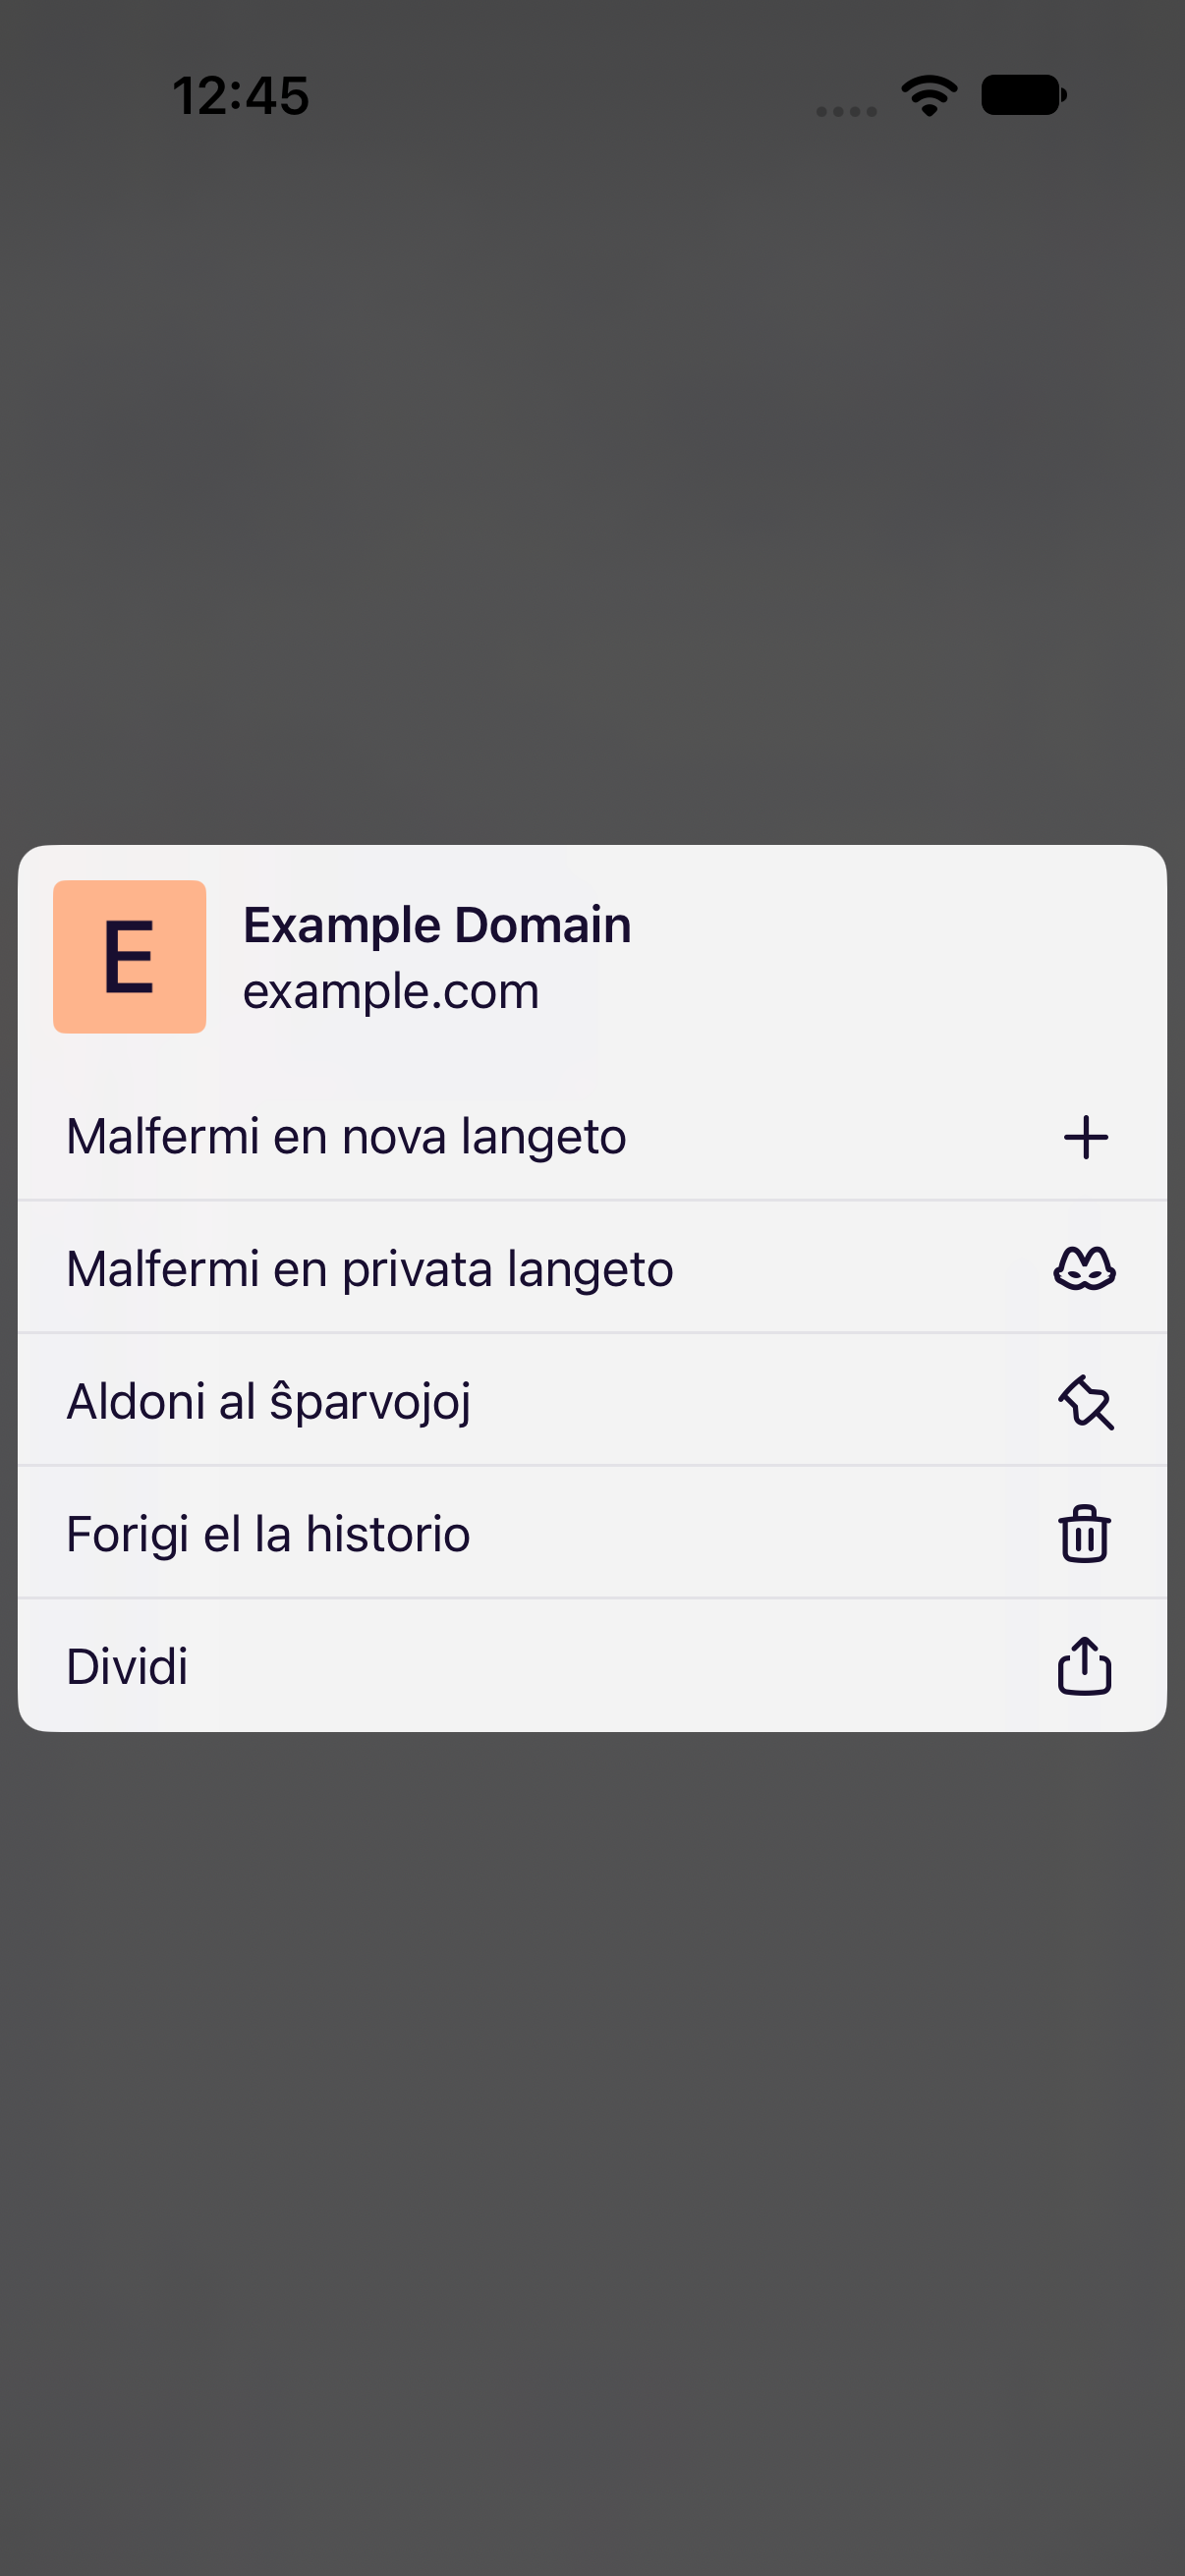 12:45
E
Example Domain
example.com
Malfermi en nova langeto
Malfermi en privata langeto
Aldoni al ŝparvojoj
Forigi el la historio
Dividi